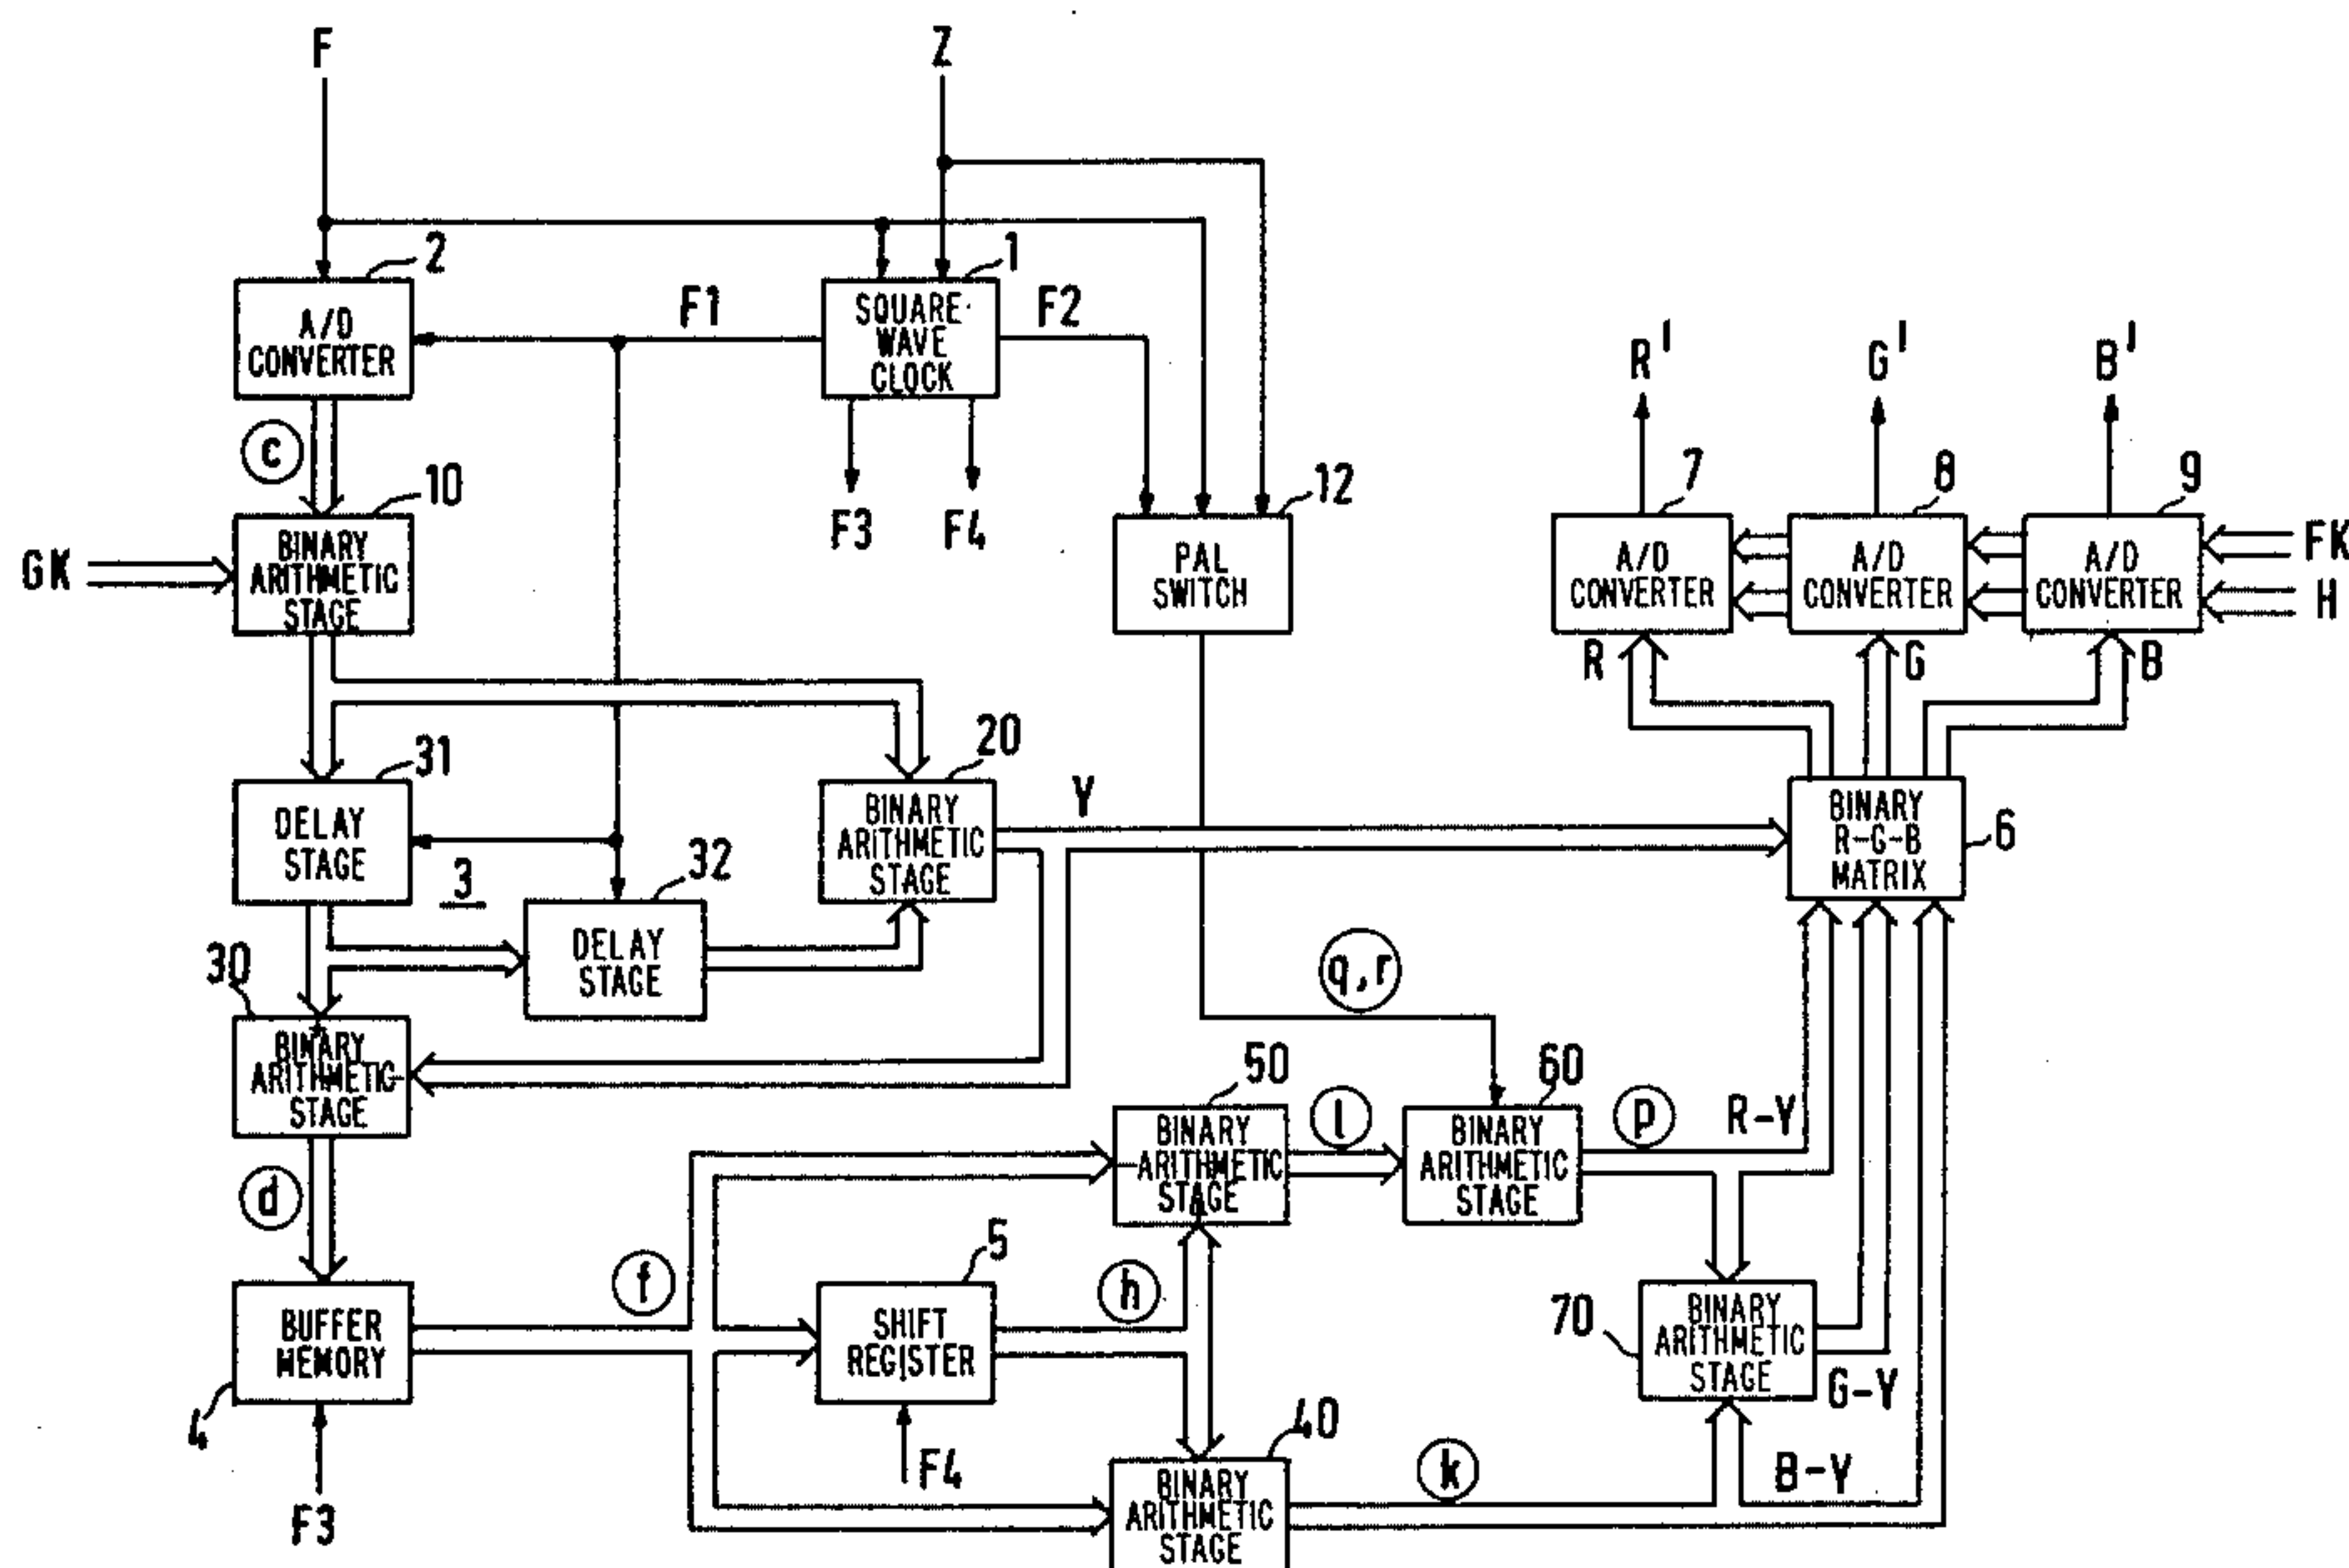 F
Z
2
1
A/D
CONVERTER
F1
SQUARE-
WAVE
CLOCK
F2
R'
G'
B'
c
10
F3
F4
12
7
8
9
GK
BINARY
ARITHMETIC
STAGE
PAL
SWITCH
A/D
CONVERTER
A/D
CONVERTER
A/D
CONVERTER
FK
H
R
G
B
31
20
DELAY
STAGE
3
32
BINARY
ARITHMETIC
STAGE
Y
BINARY
R-G-B
MATRIX
6
30
DELAY
STAGE
q,r
BINARY
ARITHMETIC
STAGE
50
60
d
BINARY
ARITHMETIC
STAGE
l
BINARY
ARITHMETIC
STAGE
p
R-Y
f
5
h
4
BUFFER
MEMORY
SHIFT
REGISTER
70
BINARY
ARITHMETIC
STAGE
G-Y
F3
F4
40
BINARY
ARITHMETIC
STAGE
k
B-Y